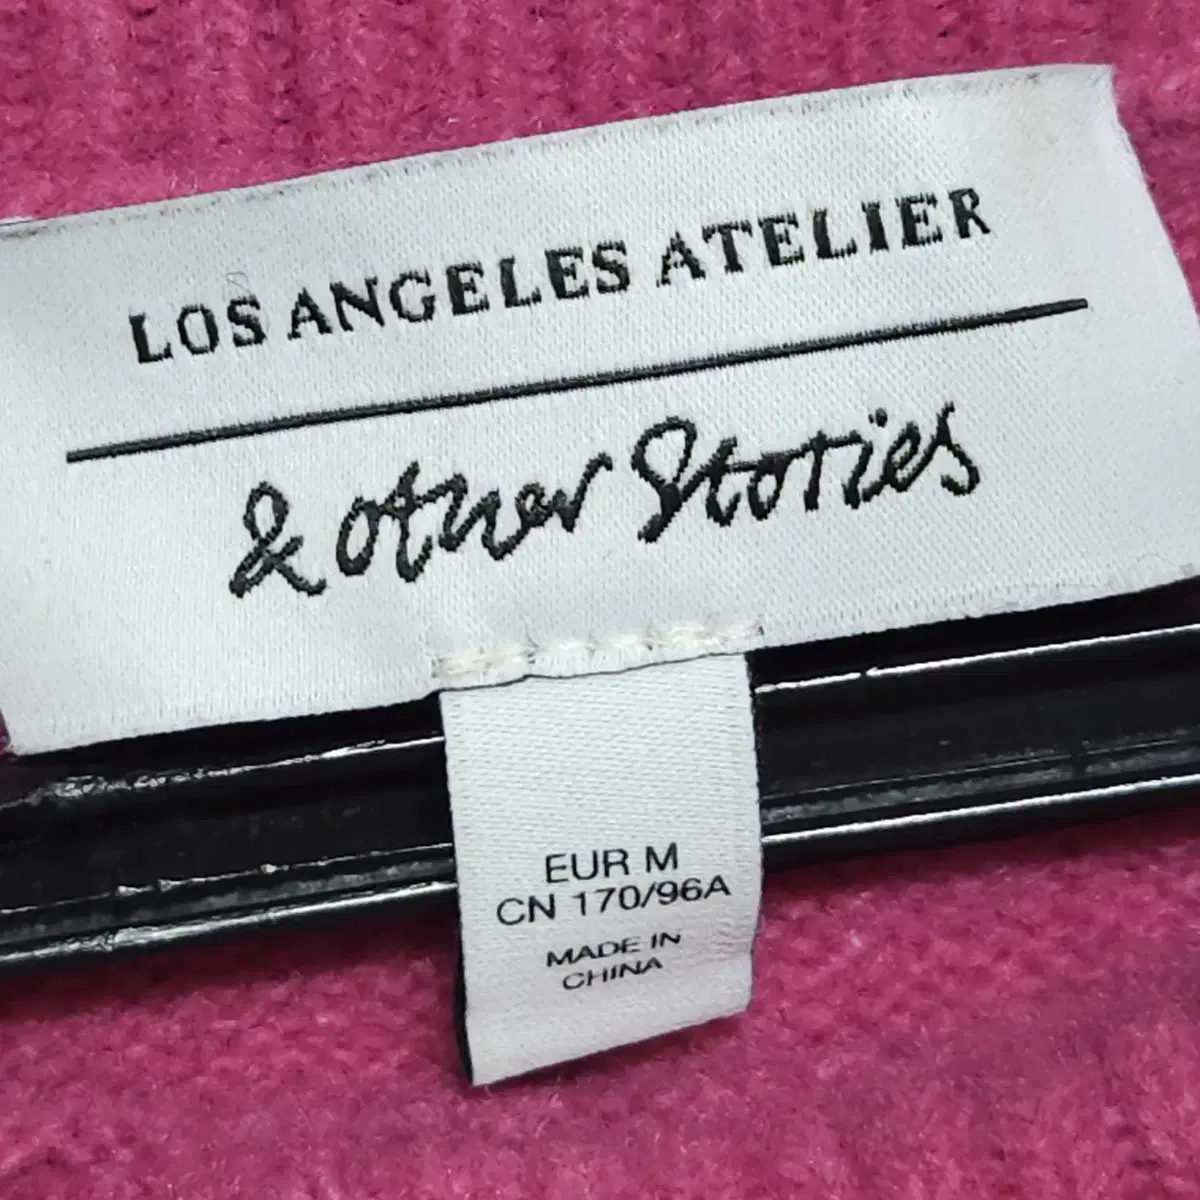 LOS ANGELES ATELIER
& other Stories
EUR M
CN 170/96A
MADE IN
CHINA